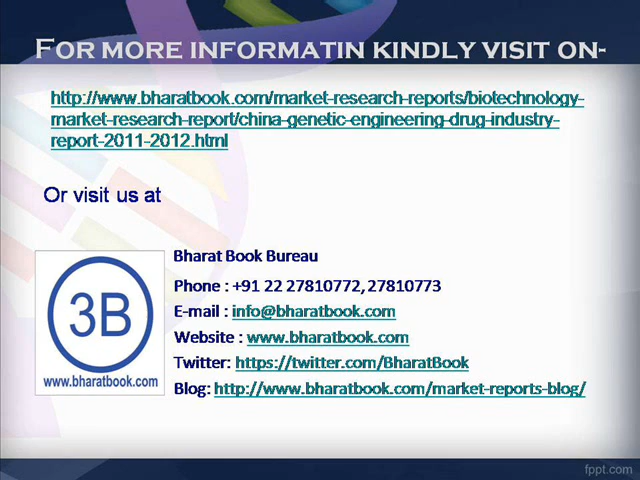 FOR MORE INFORMATIN KINDLY VISIT ON-
http://www.bharatbook.com/market-research-reports/biotechnology-
market-research-report/china-genetic-engineering-drug-industry-
report-2011-2012.html
Or visit us at
3B
www.bharatbook.com
Bharat Book Bureau
Phone : +91 22 27810772, 27810773
E-mail : info@bharatbook.com
Website : www.bharatbook.com
Twitter: https://twitter.com/BharatBook
Blog: http://www.bharatbook.com/market-reports-blog/
fppt.com